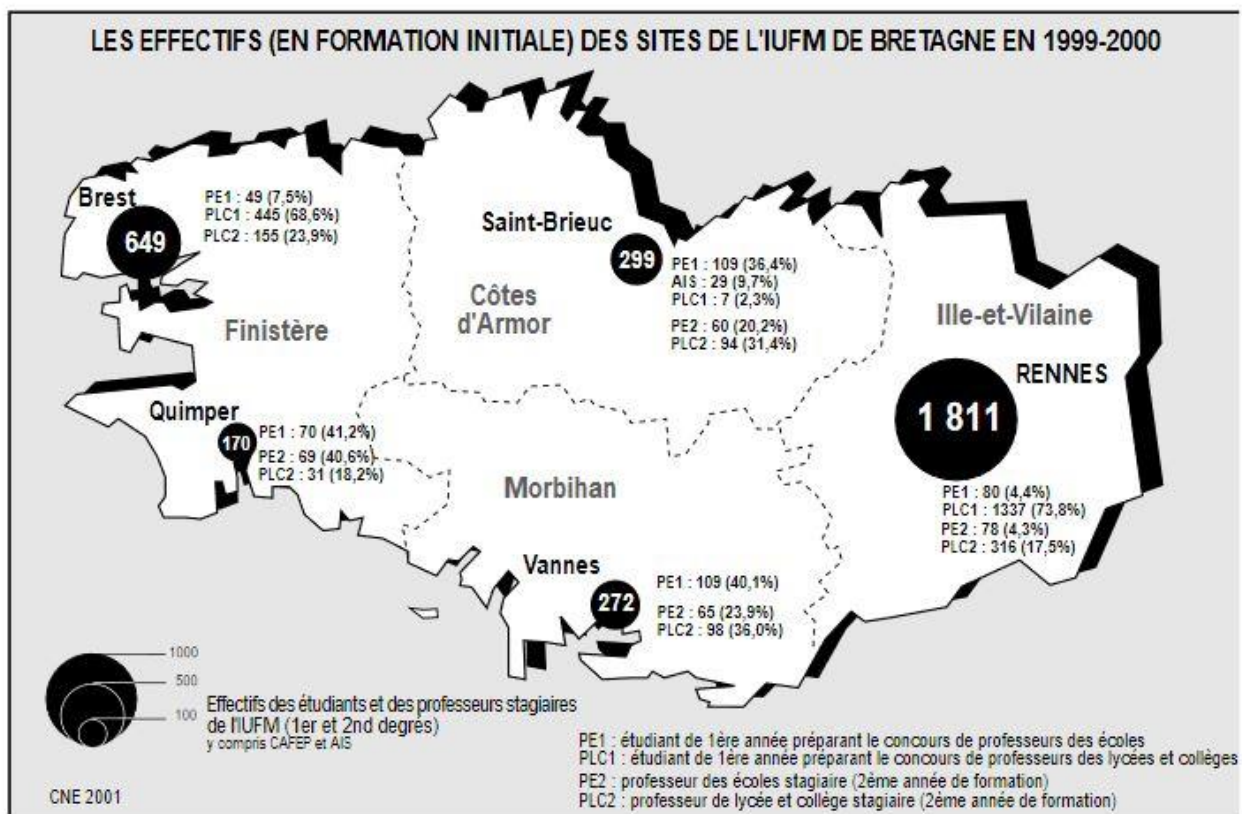 LES EFFECTIFS (EN FORMATION INITIALE) DES SITES DE L'IUFM DE BRETAGNE EN 1999-2000
Brest
649
PE1 : 49 (7,5%)
PLC1 : 445 (68,6%)
PLC2 : 155 (23,9%)
Finistère
Saint-Brieuc
299
PE1 : 109 (36,4%)
AIS : 29 (9,7%)
PLC1 : 7 (2,3%)
PE2 : 60 (20,2%)
PLC2 : 94 (31,4%)
Côtes
d'Armor
Ille-et-Vilaine
RENNES
1 811
PE1 : 80 (4,4%)
PLC1 : 1337 (73,8%)
PE2 : 78 (4,3%)
PLC2 : 316 (17,5%)
Quimper
170
PE1 : 70 (41,2%)
PE2 : 69 (40,6%)
PLC2 : 31 (18,2%)
Morbihan
Vannes
272
PE1 : 109 (40,1%)
PE2 : 65 (23,9%)
PLC2 : 98 (36,0%)
1000
500
100
Effectifs des étudiants et des professeurs stagiaires
de l'IUFM (1er et 2nd degrés)
y compris CAFEP et AIS
PE1 : étudiant de 1ère année préparant le concours de professeurs des écoles
PLC1 : étudiant de 1ère année préparant le concours de professeurs des lycées et collèges
PE2 : professeur des écoles stagiaire (2ème année de formation)
PLC2 : professeur de lycée et collège stagiaire (2ème année de formation)
CNE 2001